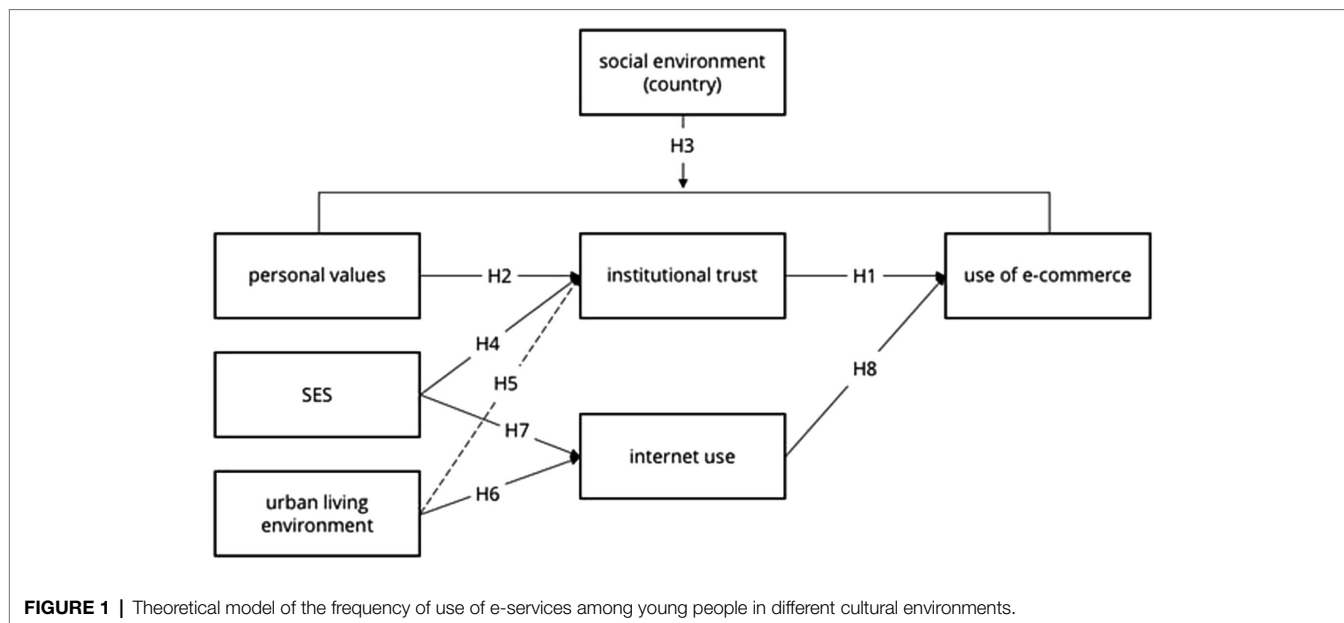 social environment
(country)
H3
personal values
H2
institutional trust
H1
use of e-commerce
H4
SES
H5
H8
H7
internet use
H6
urban living
environment
FIGURE 1 | Theoretical model of the frequency of use of e-services among young people in different cultural environments.